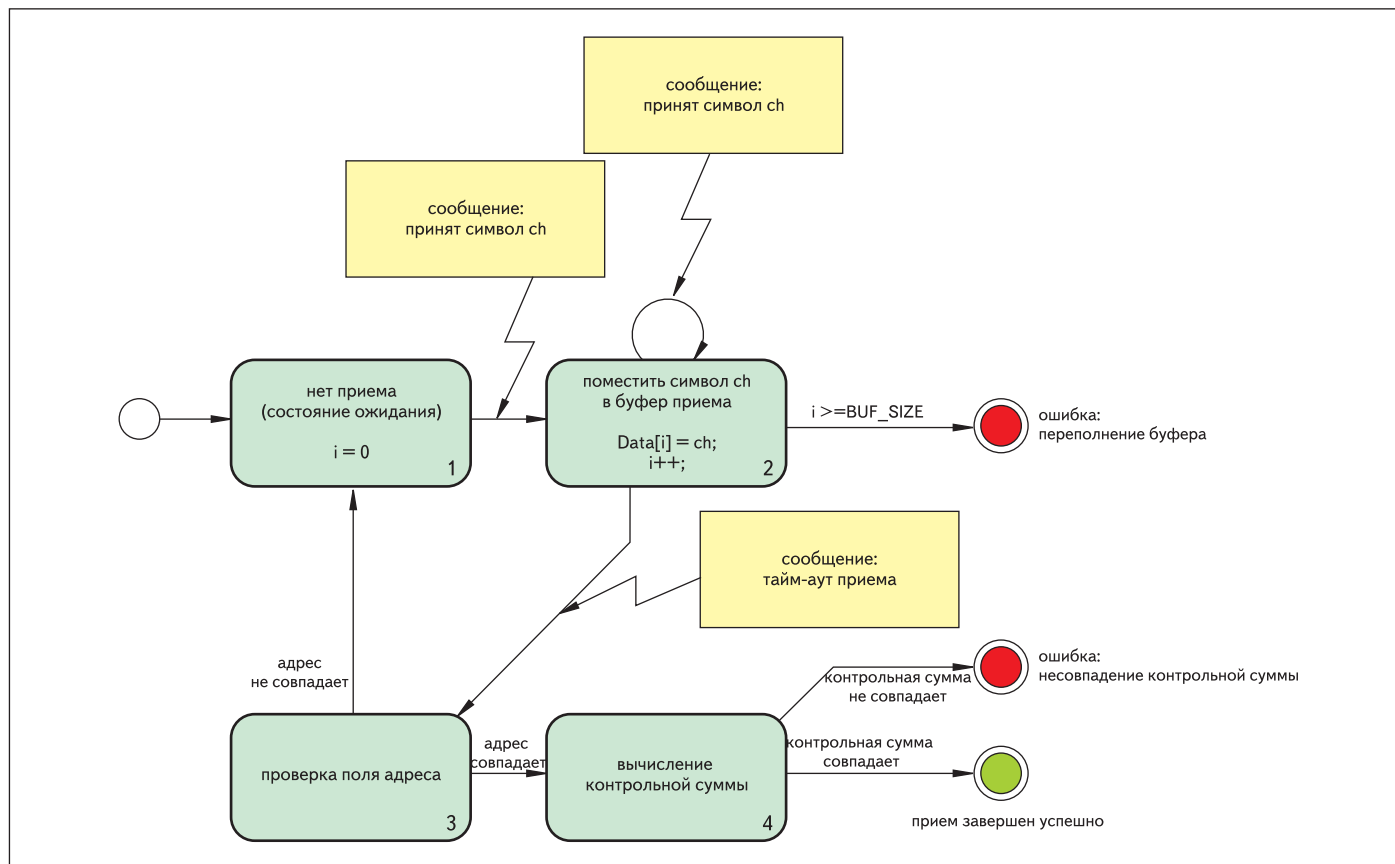 сообщение:
принят символ ch
сообщение:
принят символ ch
нет приема
(состояние ожидания)
i = 0
1
поместить символ ch
в буфер приема
Data[i] = ch;
i++;
2
i >=BUF_SIZE
ошибка:
переполнение буфера
сообщение:
тайм-аут приема
адрес
не совпадает
проверка поля адреса
3
адрес
совпадает
вычисление
контрольной суммы
4
контрольная сумма
не совпадает
ошибка:
несовпадение контрольной суммы
контрольная сумма
совпадает
прием завершен успешно